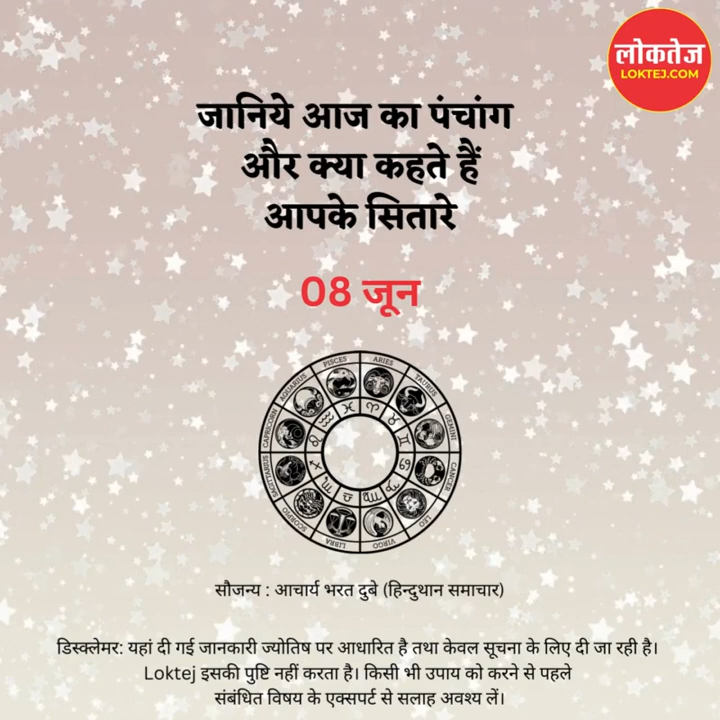 लोकतेज
LOKTEJ.COM
जानिये आज का पंचांग
और क्या कहते हैं
आपके सितारे
08 जून
PISCES
ARIES
TAURUS
GEMINI
CANCER
LEO
VIRGO
LIBRA
SCORPIO
SAGITTARIUS
CAPRICORN
AQUARIUS
सौजन्य : आचार्य भरत दुबे (हिन्दुथान समाचार)
डिस्क्लेमर: यहां दी गई जानकारी ज्योतिष पर आधारित है तथा केवल सूचना के लिए दी जा रही है।
Loktej इसकी पुष्टि नहीं करता है। किसी भी उपाय को करने से पहले
संबंधित विषय के एक्सपर्ट से सलाह अवश्य लें।